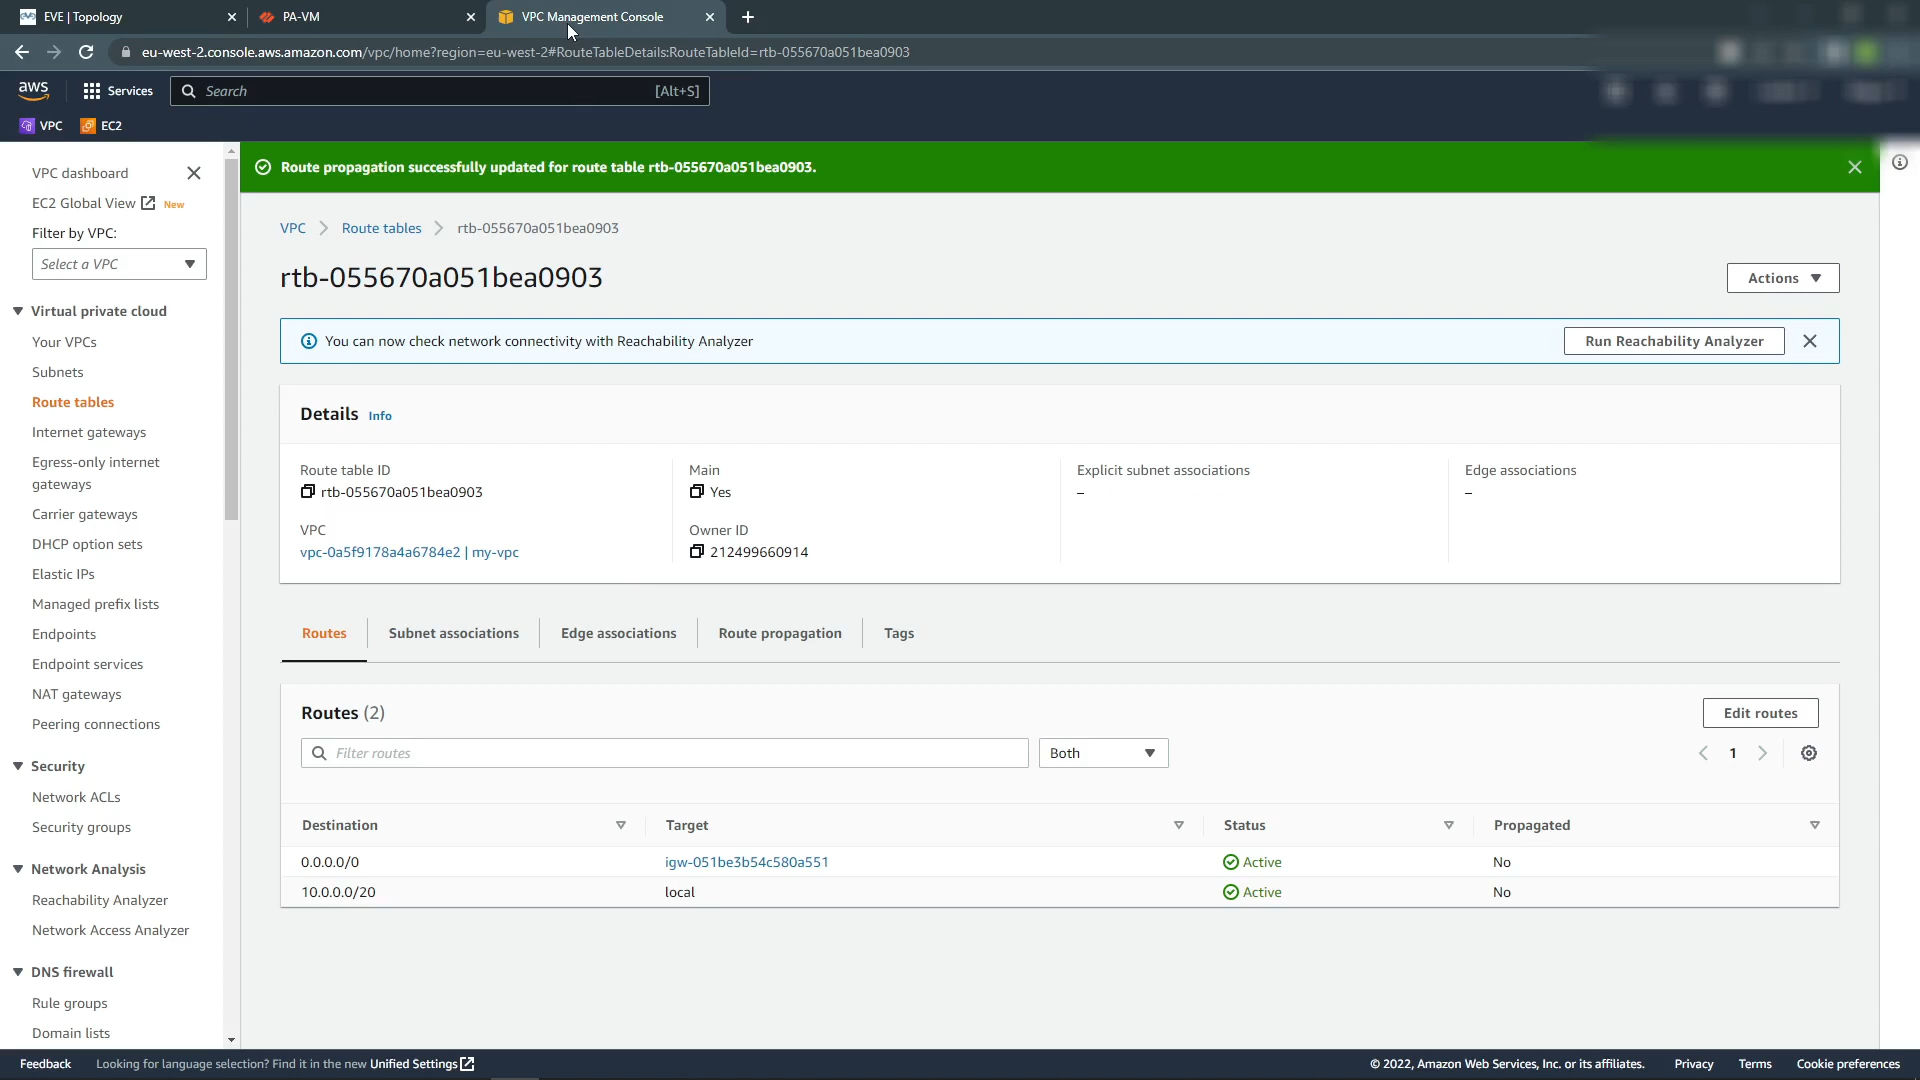 EVE | Topology
PA-VM
VPC Management Console
eu-west-2.console.aws.amazon.com/vpc/home?region=eu-west-2#RouteTableDetails:RouteTableId=rtb-055670a051bea0903
aws
Services
Search
[Alt+S]
VPC
EC2
VPC dashboard
EC2 Global View
New
Filter by VPC:
Select a VPC
Virtual private cloud
Your VPCs
Subnets
Route tables
Internet gateways
Egress-only internet
gateways
Carrier gateways
DHCP option sets
Elastic IPs
Managed prefix lists
Endpoints
Endpoint services
NAT gateways
Peering connections
Security
Network ACLs
Security groups
Network Analysis
Reachability Analyzer
Network Access Analyzer
DNS firewall
Rule groups
Domain lists
Route propagation successfully updated for route table rtb-055670a051bea0903.
VPC
Route tables
rtb-055670a051bea0903
rtb-055670a051bea0903
Actions
You can now check network connectivity with Reachability Analyzer
Run Reachability Analyzer
Details
Info
Route table ID
rtb-055670a051bea0903
Main
Yes
Explicit subnet associations
–
Edge associations
–
VPC
vpc-0a5f9178a4a6784e2 | my-vpc
Owner ID
212499660914
Routes
Subnet associations
Edge associations
Route propagation
Tags
Routes (2)
Edit routes
Filter routes
Both
1
Destination
Target
Status
Propagated
0.0.0.0/0
igw-051be3b54c580a551
Active
No
10.0.0.0/20
local
Active
No
Feedback
Looking for language selection? Find it in the new Unified Settings
© 2022, Amazon Web Services, Inc. or its affiliates.
Privacy
Terms
Cookie preferences